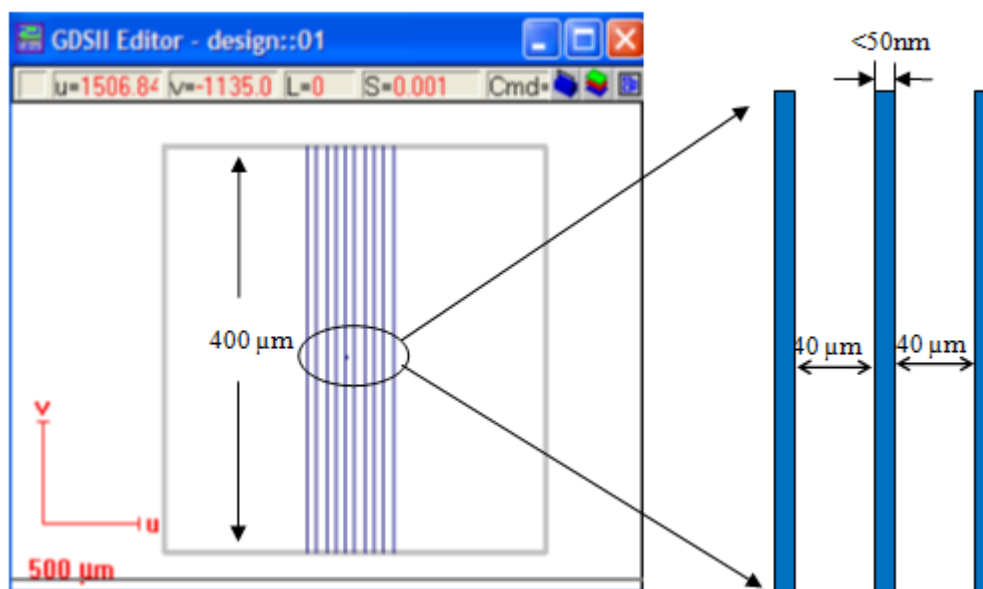 GDSII Editor - design::01
u=1506.84 v=-1135.0 L=0 S=0.001 Cmd=
<50nm
400 µm
40 µm 40 µm
v
u
500 µm